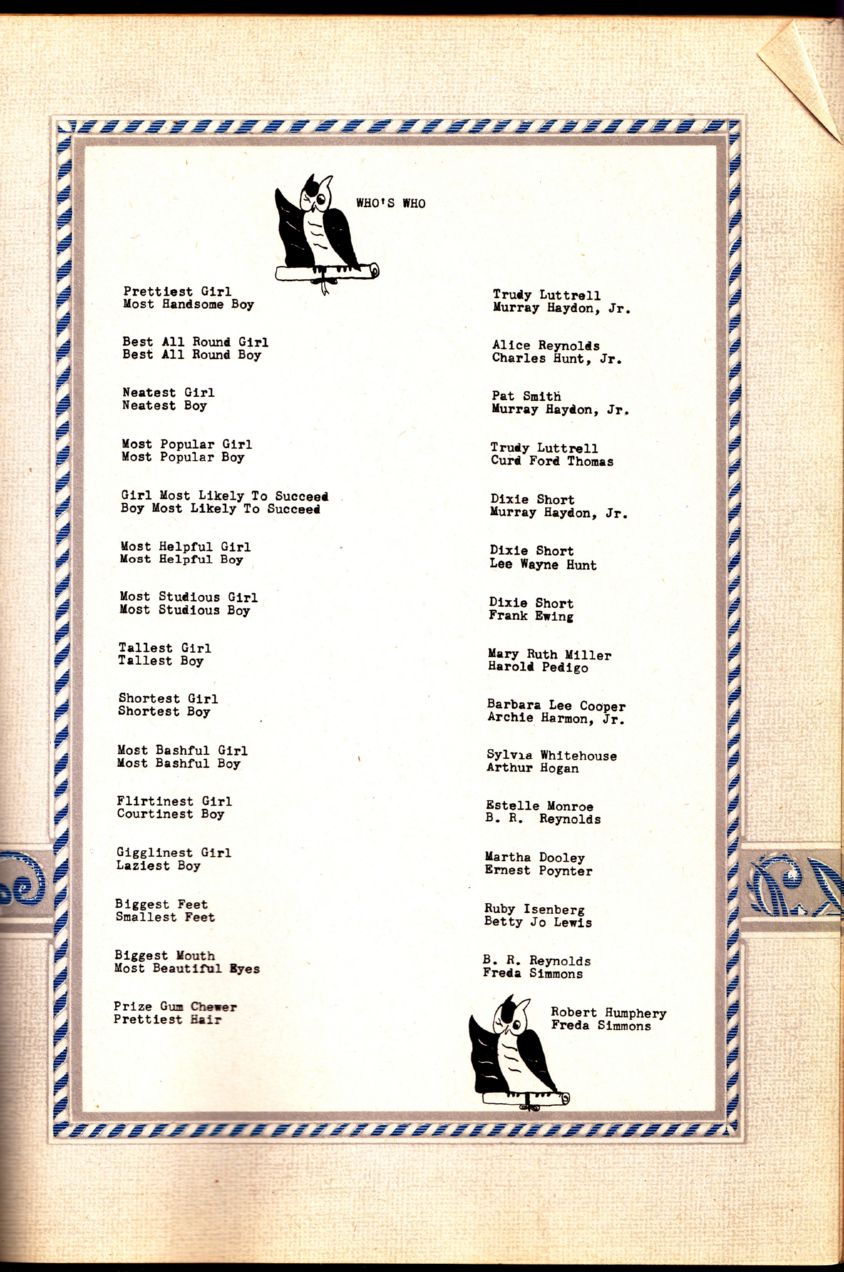 WHO'S WHO
Prettiest Girl Trudy Luttrell
Most Handsome Boy Murray Haydon, Jr.
Best All Round Girl Alice Reynolds
Best All Round Boy Charles Hunt, Jr.
Neatest Girl Pat Smith
Neatest Boy Murray Haydon, Jr.
Most Popular Girl Trudy Luttrell
Most Popular Boy Curd Ford Thomas
Girl Most Likely To Succeed Dixie Short
Boy Most Likely To Succeed Murray Haydon, Jr.
Most Helpful Girl Dixie Short
Most Helpful Boy Lee Wayne Hunt
Most Studious Girl Dixie Short
Most Studious Boy Frank Ewing
Tallest Girl Mary Ruth Miller
Tallest Boy Harold Pedigo
Shortest Girl Barbara Lee Cooper
Shortest Boy Archie Harmon, Jr.
Most Bashful Girl Sylvia Whitehouse
Most Bashful Boy Arthur Hogan
Flirtinest Girl Estelle Monroe
Courtinest Boy B. R. Reynolds
Gigglinest Girl Martha Dooley
Laziest Boy Ernest Poynter
Biggest Feet Ruby Isenberg
Smallest Feet Betty Jo Lewis
Biggest Mouth B. R. Reynolds
Most Beautiful Eyes Freda Simmons
Prize Gum Chewer Robert Humphery
Prettiest Hair Freda Simmons